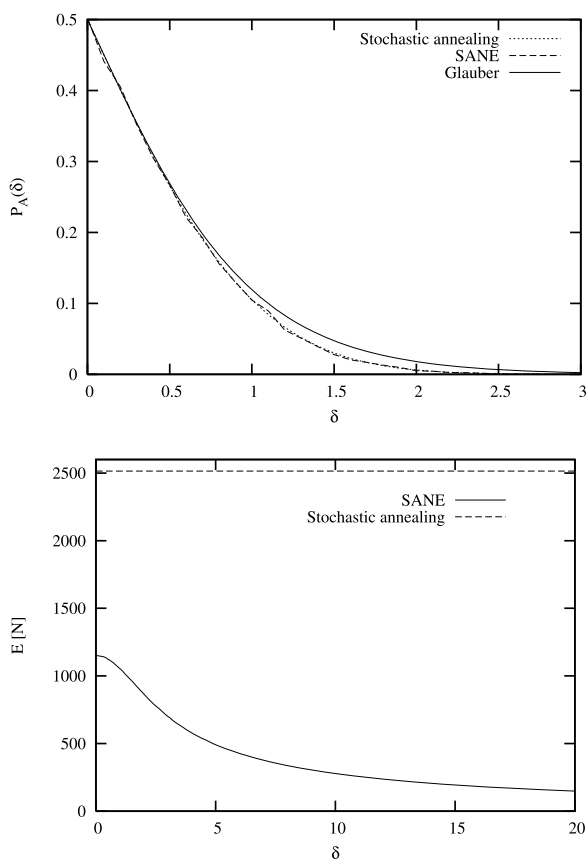 0.5
0.4
0.3
0.2
0.1
0
P_A(δ)
Stochastic annealing
SANE
Glauber
0 0.5 1 1.5 2 2.5 3
δ
2500
2000
1500
1000
500
0
E [N]
SANE
Stochastic annealing
0 5 10 15 20
δ